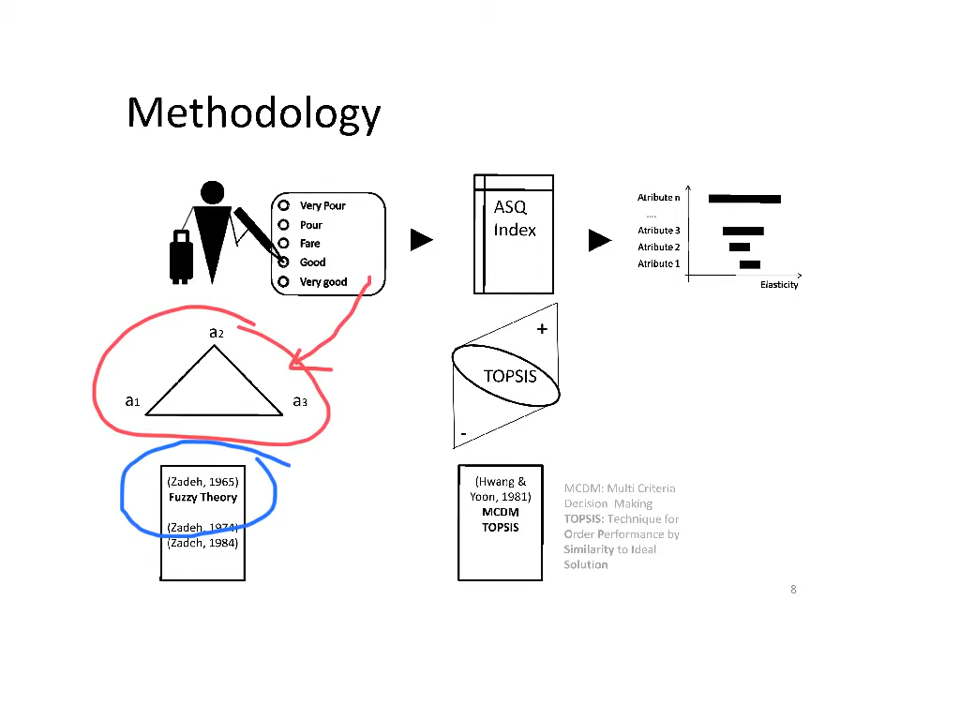 Methodology
Very Pour
Pour
Fare
Good
Very good
ASQ
Index
Atribute n
....
Atribute 3
Atribute 2
Atribute 1
Elasticity
a2
a1
a3
+
TOPSIS
-
(Zadeh, 1965)
Fuzzy Theory
(Zadeh, 1974)
(Zadeh, 1984)
(Hwang &
Yoon, 1981)
MCDM
TOPSIS
MCDM: Multi Criteria
Decision Making
TOPSIS: Technique for
Order Performance by
Similarity to Ideal
Solution
8